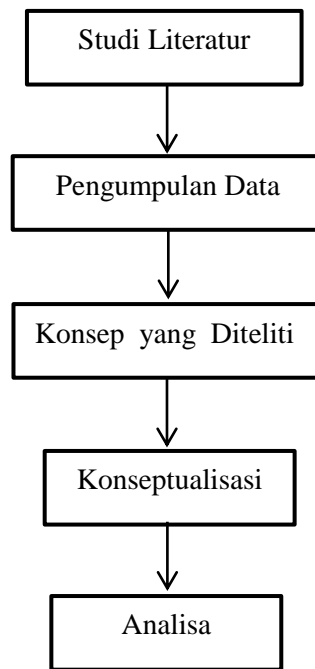 Studi Literatur
Pengumpulan Data
Konsep yang Diteliti
Konseptualisasi
Analisa